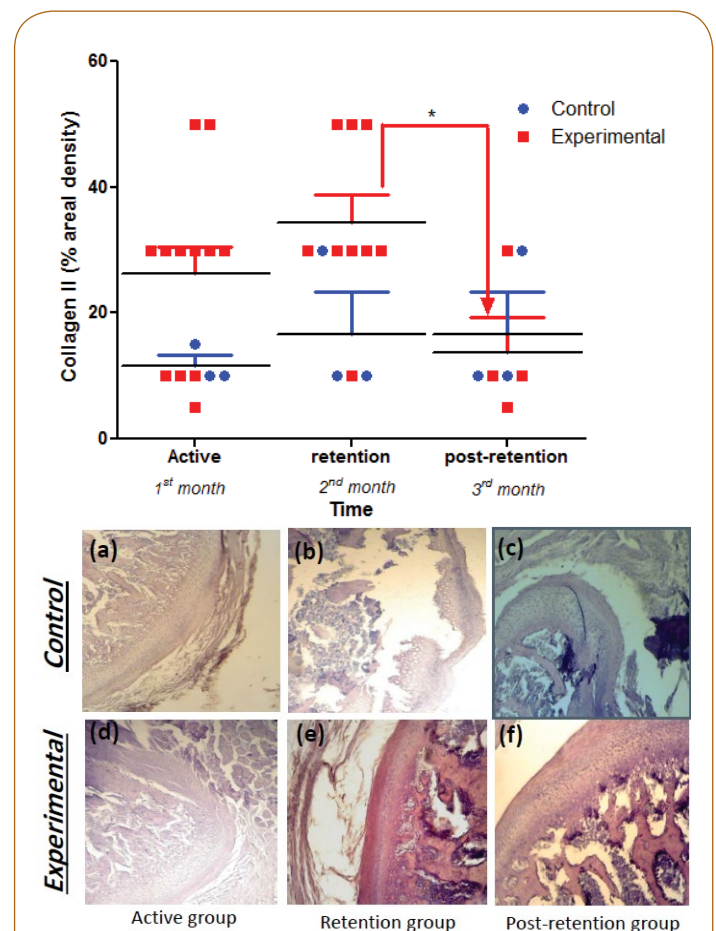 60
40
20
0
Collagen II (% areal density)
*
Control
Experimental
Active
retention
post-retention
1st month
2nd month
3rd month
Time
Control
(a)
(b)
(c)
Experimental
(d)
(e)
(f)
Active group
Retention group
Post-retention group